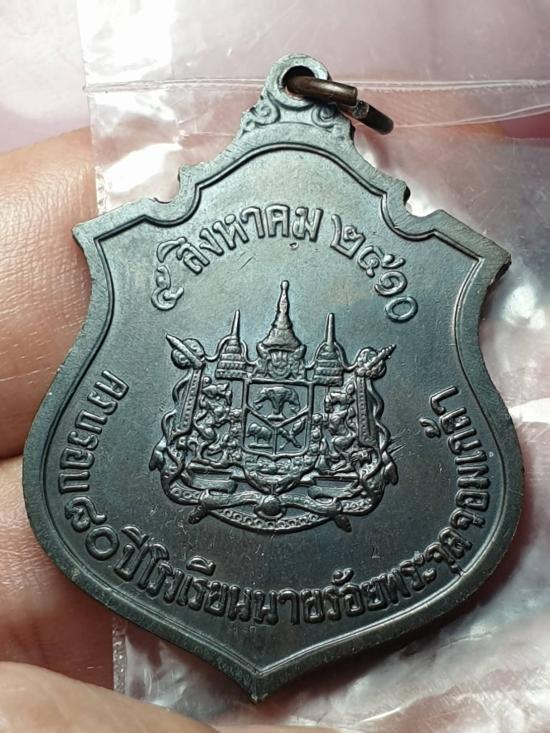 ๕ สิงหาคม ๒๕๑๐
ครบรอบ ๘๐ ปีโรงเรียนนายร้อยพระจุลจอมเกล้า